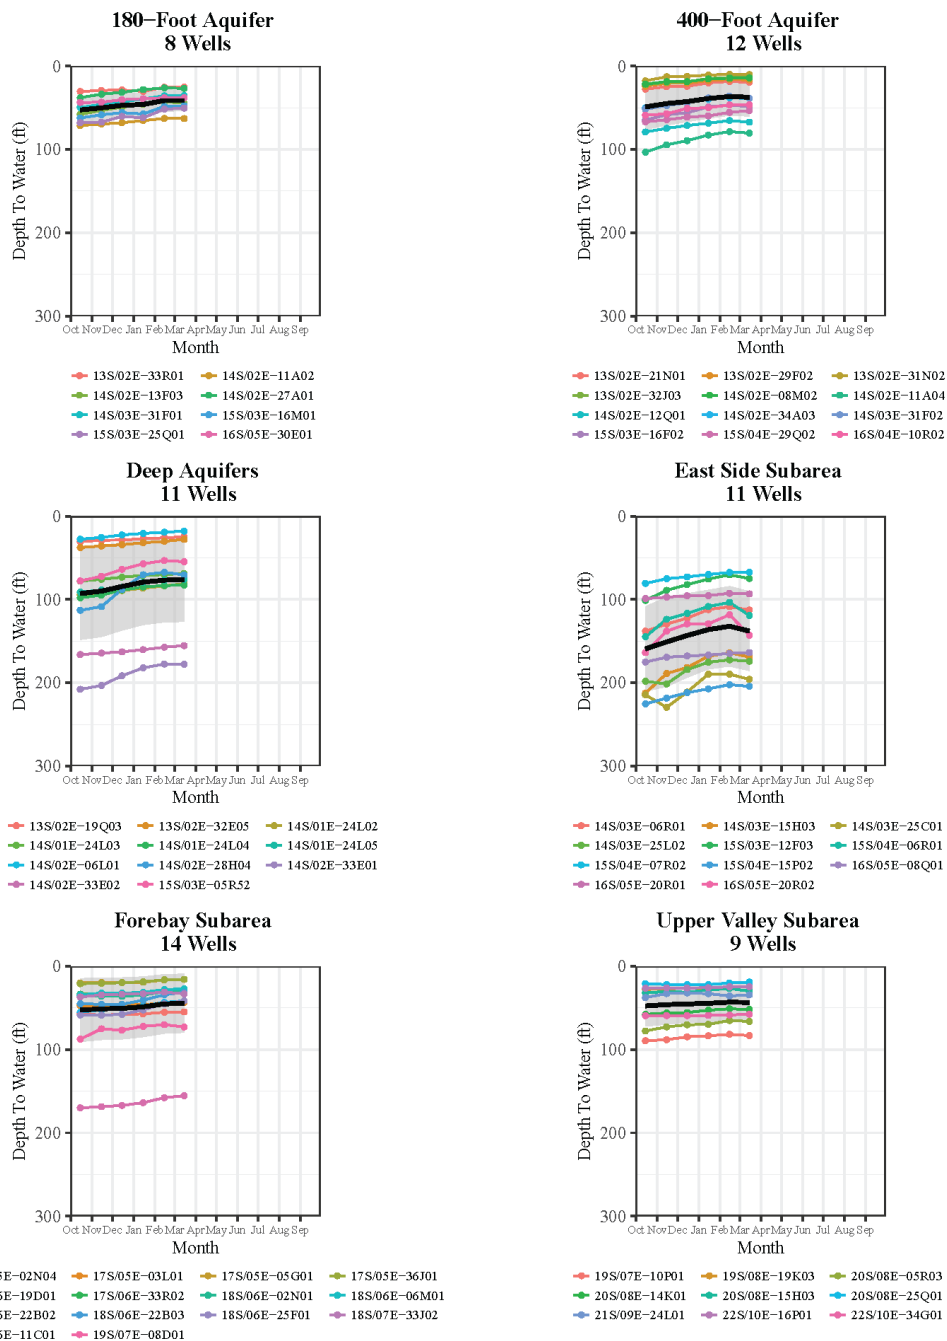 180−Foot Aquifer
8 Wells
0
100
200
300
Depth To Water (ft)
Oct Nov Dec Jan Feb Mar Apr May Jun Jul Aug Sep
Month
13S/02E−33R01 14S/02E−11A02
14S/02E−13F03 14S/02E−27A01
14S/03E−31F01 15S/03E−16M01
15S/03E−25Q01 16S/05E−30E01
400−Foot Aquifer
12 Wells
0
100
200
300
Depth To Water (ft)
Oct Nov Dec Jan Feb Mar Apr May Jun Jul Aug Sep
Month
13S/02E−21N01 13S/02E−29F02 13S/02E−31N02
13S/02E−32J03 14S/02E−08M02 14S/02E−11A04
14S/02E−12Q01 14S/02E−34A03 14S/03E−31F02
15S/03E−16F02 15S/04E−29Q02 16S/04E−10R02
Deep Aquifers
11 Wells
0
100
200
300
Depth To Water (ft)
Oct Nov Dec Jan Feb Mar Apr May Jun Jul Aug Sep
Month
13S/02E−19Q03 13S/02E−32E05 14S/01E−24L02
14S/01E−24L03 14S/01E−24L04 14S/01E−24L05
14S/02E−06L01 14S/02E−28H04 14S/02E−33E01
14S/02E−33E02 15S/03E−05R52
East Side Subarea
11 Wells
0
100
200
300
Depth To Water (ft)
Oct Nov Dec Jan Feb Mar Apr May Jun Jul Aug Sep
Month
14S/03E−06R01 14S/03E−15H03 14S/03E−25C01
14S/03E−25L02 15S/03E−12F03 15S/04E−06R01
15S/04E−07R02 15S/04E−15P02 16S/05E−08Q01
16S/05E−20R01 16S/05E−20R02
Forebay Subarea
14 Wells
0
100
200
300
Depth To Water (ft)
Oct Nov Dec Jan Feb Mar Apr May Jun Jul Aug Sep
Month
5E−02N04 17S/05E−03L01 17S/05E−05G01 17S/05E−36J01
5E−19D01 17S/06E−33R02 18S/06E−02N01 18S/06E−06M01
5E−22B02 18S/06E−22B03 18S/06E−25F01 18S/07E−33J02
5E−11C01 19S/07E−08D01
Upper Valley Subarea
9 Wells
0
100
200
300
Depth To Water (ft)
Oct Nov Dec Jan Feb Mar Apr May Jun Jul Aug Sep
Month
19S/07E−10P01 19S/08E−19K03 20S/08E−05R03
20S/08E−14K01 20S/08E−15H03 20S/08E−25Q01
21S/09E−24L01 22S/10E−16P01 22S/10E−34G01